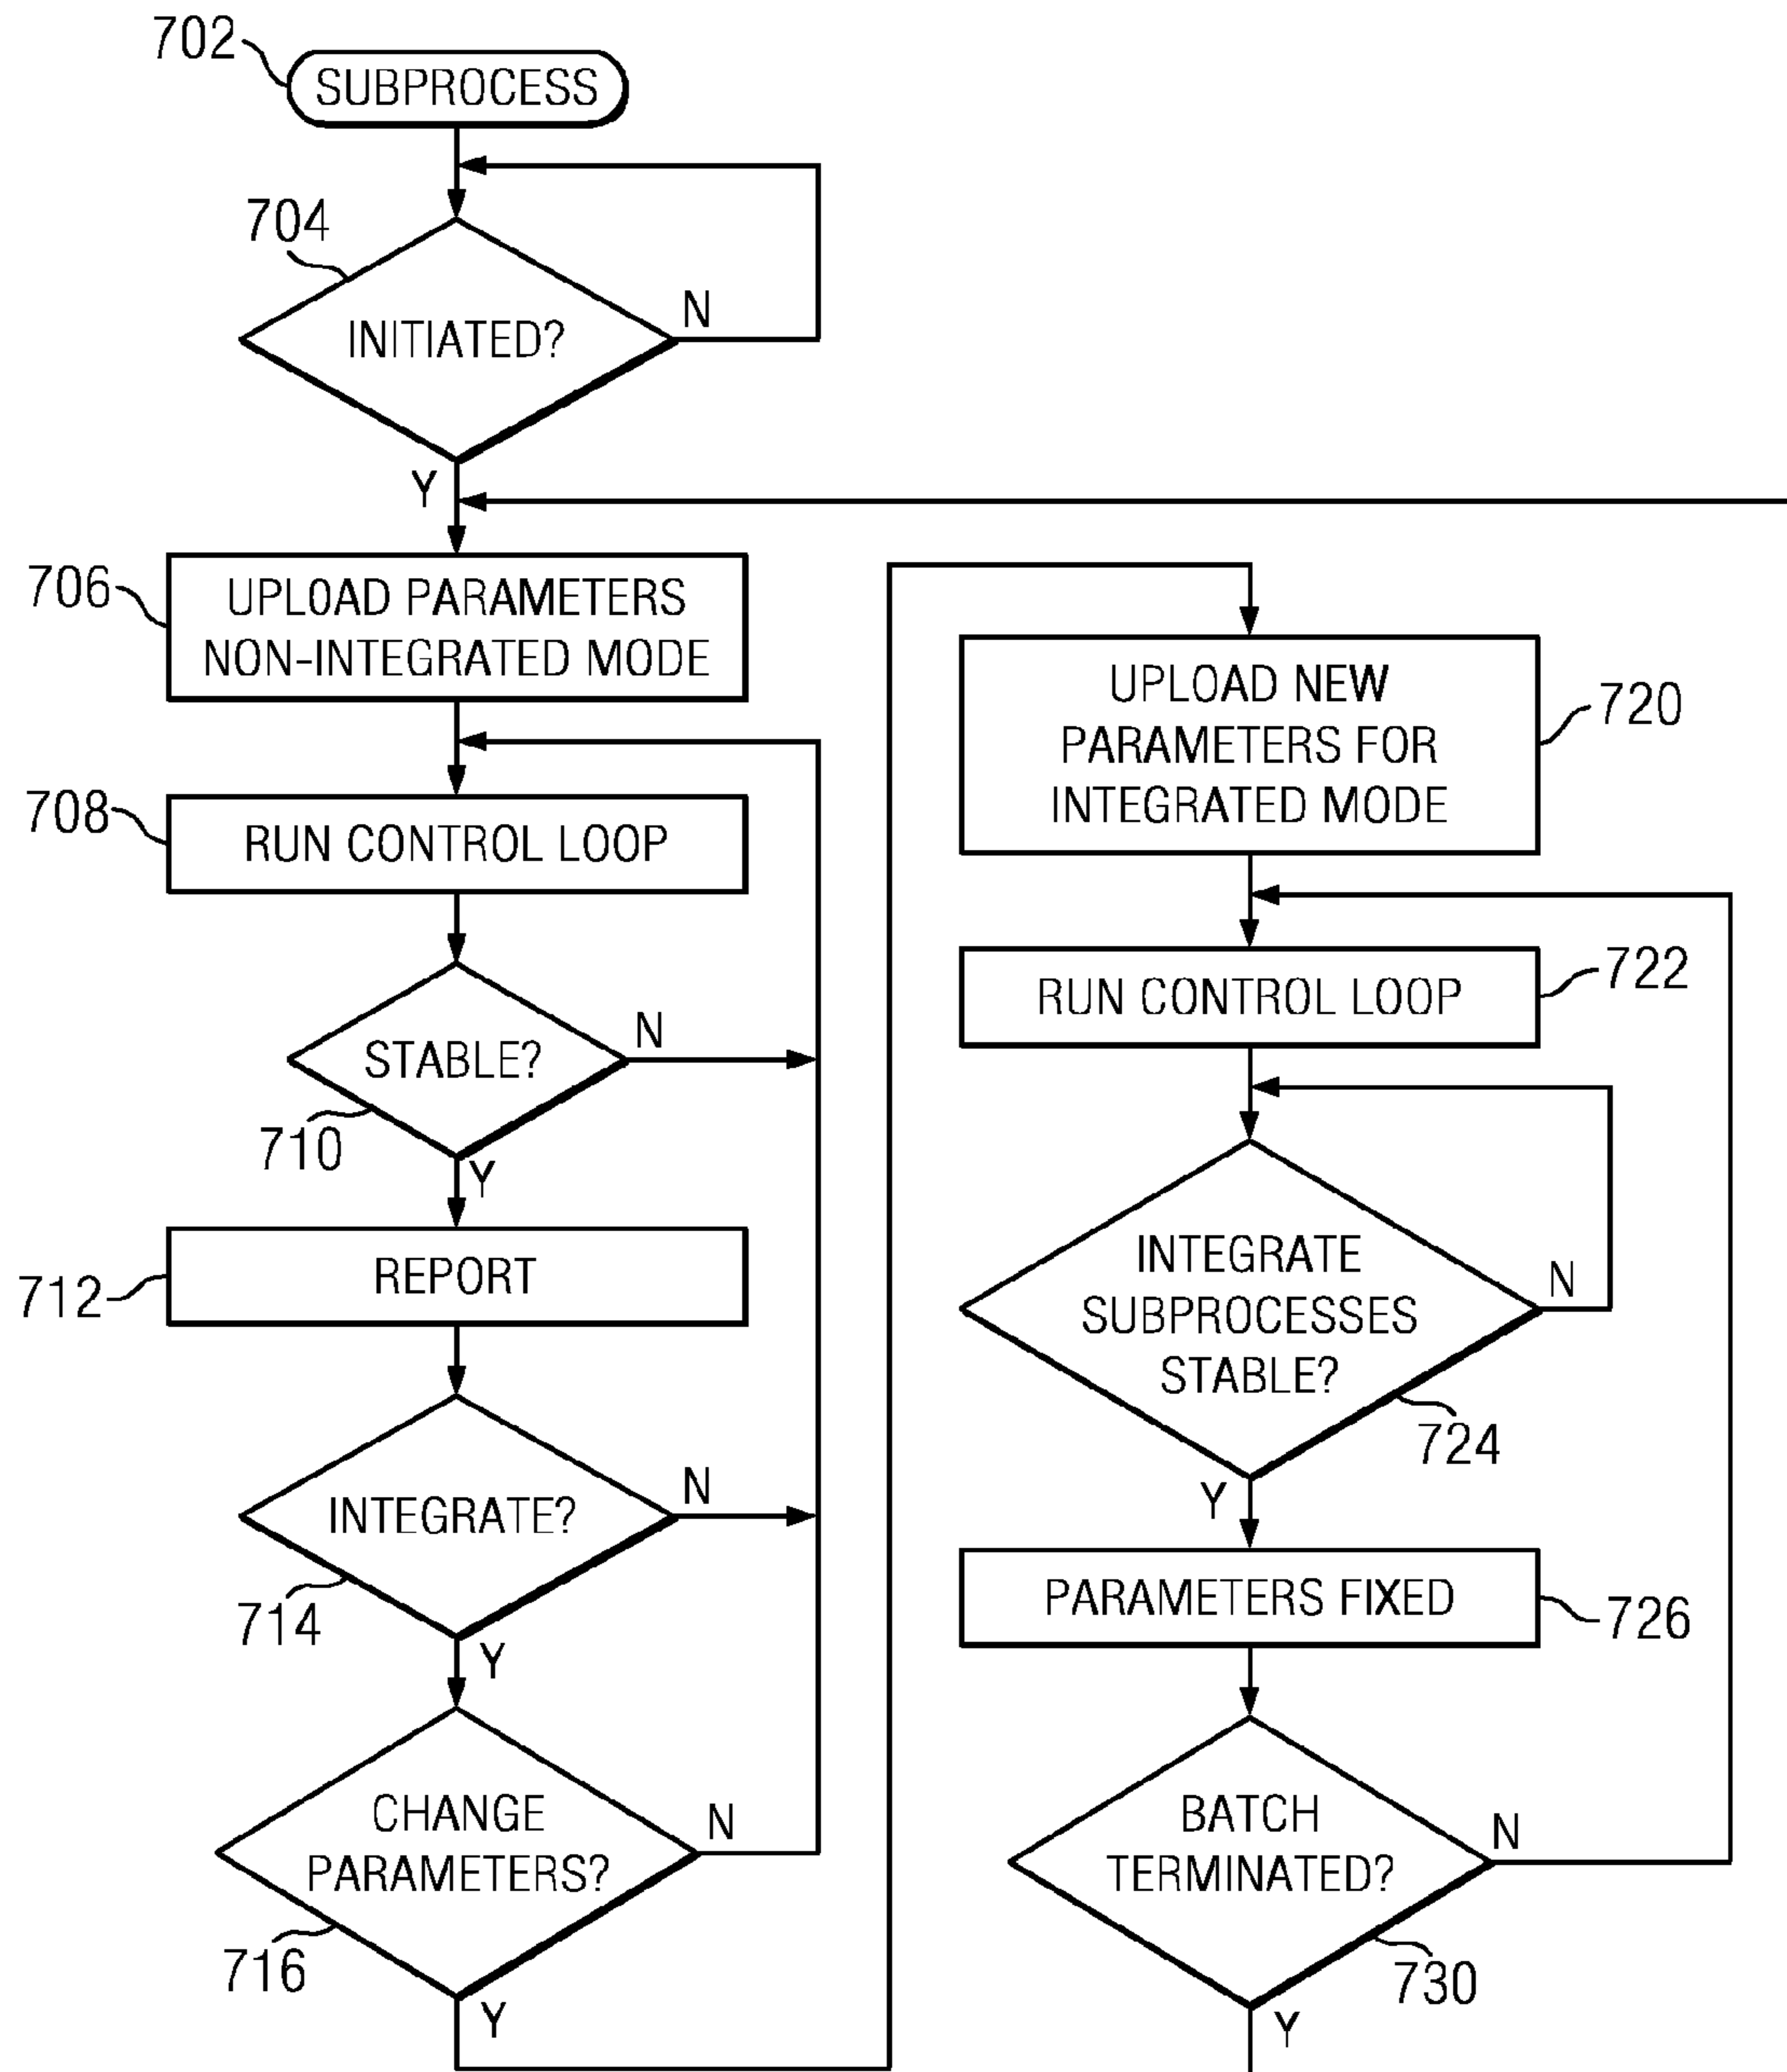 702
SUBPROCESS
704
INITIATED?
N
Y
706
UPLOAD PARAMETERS
NON-INTEGRATED MODE
708
RUN CONTROL LOOP
STABLE?
N
710
Y
712
REPORT
INTEGRATE?
N
714
Y
CHANGE
PARAMETERS?
N
716
Y
UPLOAD NEW
PARAMETERS FOR
INTEGRATED MODE
720
RUN CONTROL LOOP
722
INTEGRATE
SUBPROCESSES
STABLE?
N
724
Y
PARAMETERS FIXED
726
BATCH
TERMINATED?
N
730
Y